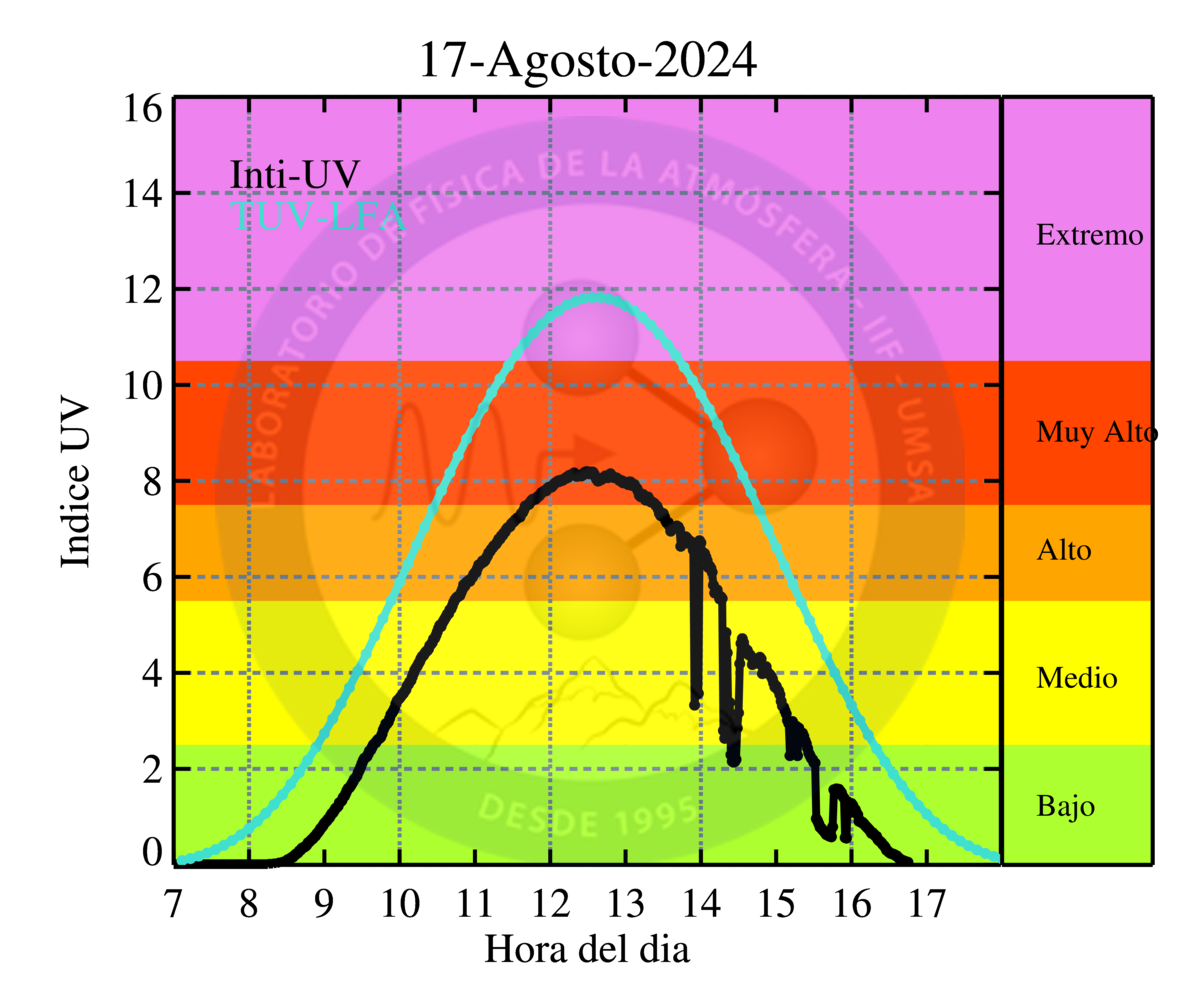 17-Agosto-2024
Inti-UV
TUV-LFA
LABORATORIO DE FÍSICA DE LA ATMÓSFERA - IIF - UMSA
DESDE 1995
Indice UV
16
14
12
10
8
6
4
2
0
Extremo
Muy Alto
Alto
Medio
Bajo
7 8 9 10 11 12 13 14 15 16 17
Hora del dia